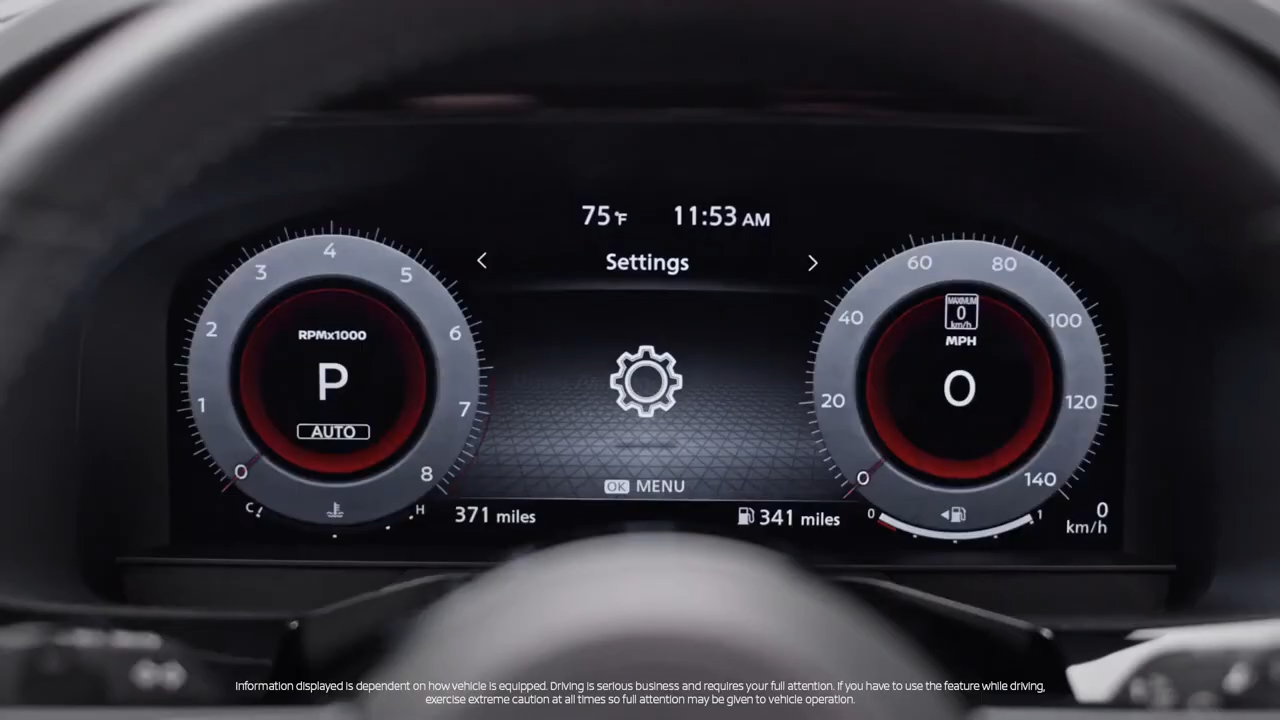 75°F 11:53 AM
< Settings >
4
3 5
2 6
1 7
0 8
RPMx1000
P
AUTO
C H
OK MENU
371 miles
341 miles
60 80
40 100
20 120
0 140
MAXIMUM
0
km/h
MPH
0
0 1
0
km/h
Information displayed is dependent on how vehicle is equipped. Driving is serious business and requires your full attention. If you have to use the feature while driving,
exercise extreme caution at all times so full attention may be given to vehicle operation.